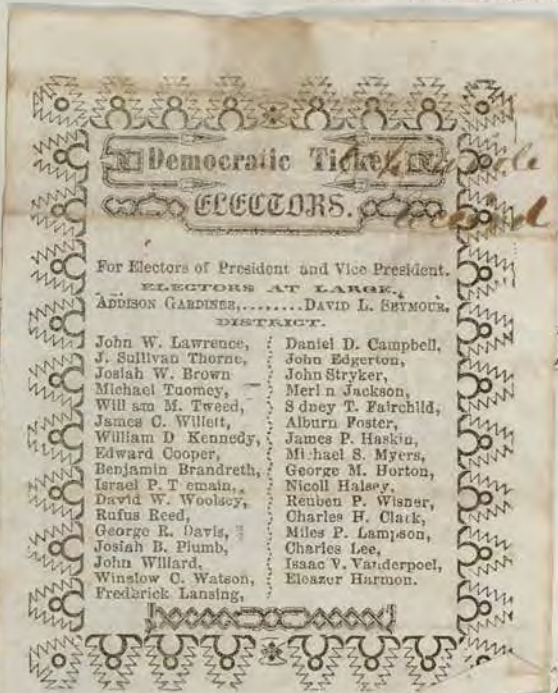 Democratic Ticket
ELECTORS.
For Electors of President and Vice President.
ELECTORS AT LARGE.
ADDISON GARDINER,........DAVID L. SEYMOUR.
DISTRICT.
John W. Lawrence,
J. Sullivan Thorne,
Josiah W. Brown
Michael Tuomey,
Will am M. Tweed,
James C. Willett,
William D Kennedy,
Edward Cooper,
Benjamin Brandreth,
Israel P. T emain,
David W. Woolsey,
Rufus Reed,
George R. Davis,
Josiah B. Plumb,
John Willard,
Winslow C. Watson,
Frederick Lansing,
Daniel D. Campbell,
John Edgerton,
John Stryker,
Merl n Jackson,
S dney T. Fairchild,
Alburn Foster,
James P. Haskin,
Mi hael S. Myers,
George M. Horton,
Nicoll Halsey,
Reuben P. Wisner,
Charles H. Clark,
Miles P. Lampson,
Charles Lee,
Isaac V. Vanderpoel,
Eleazer Harmon.